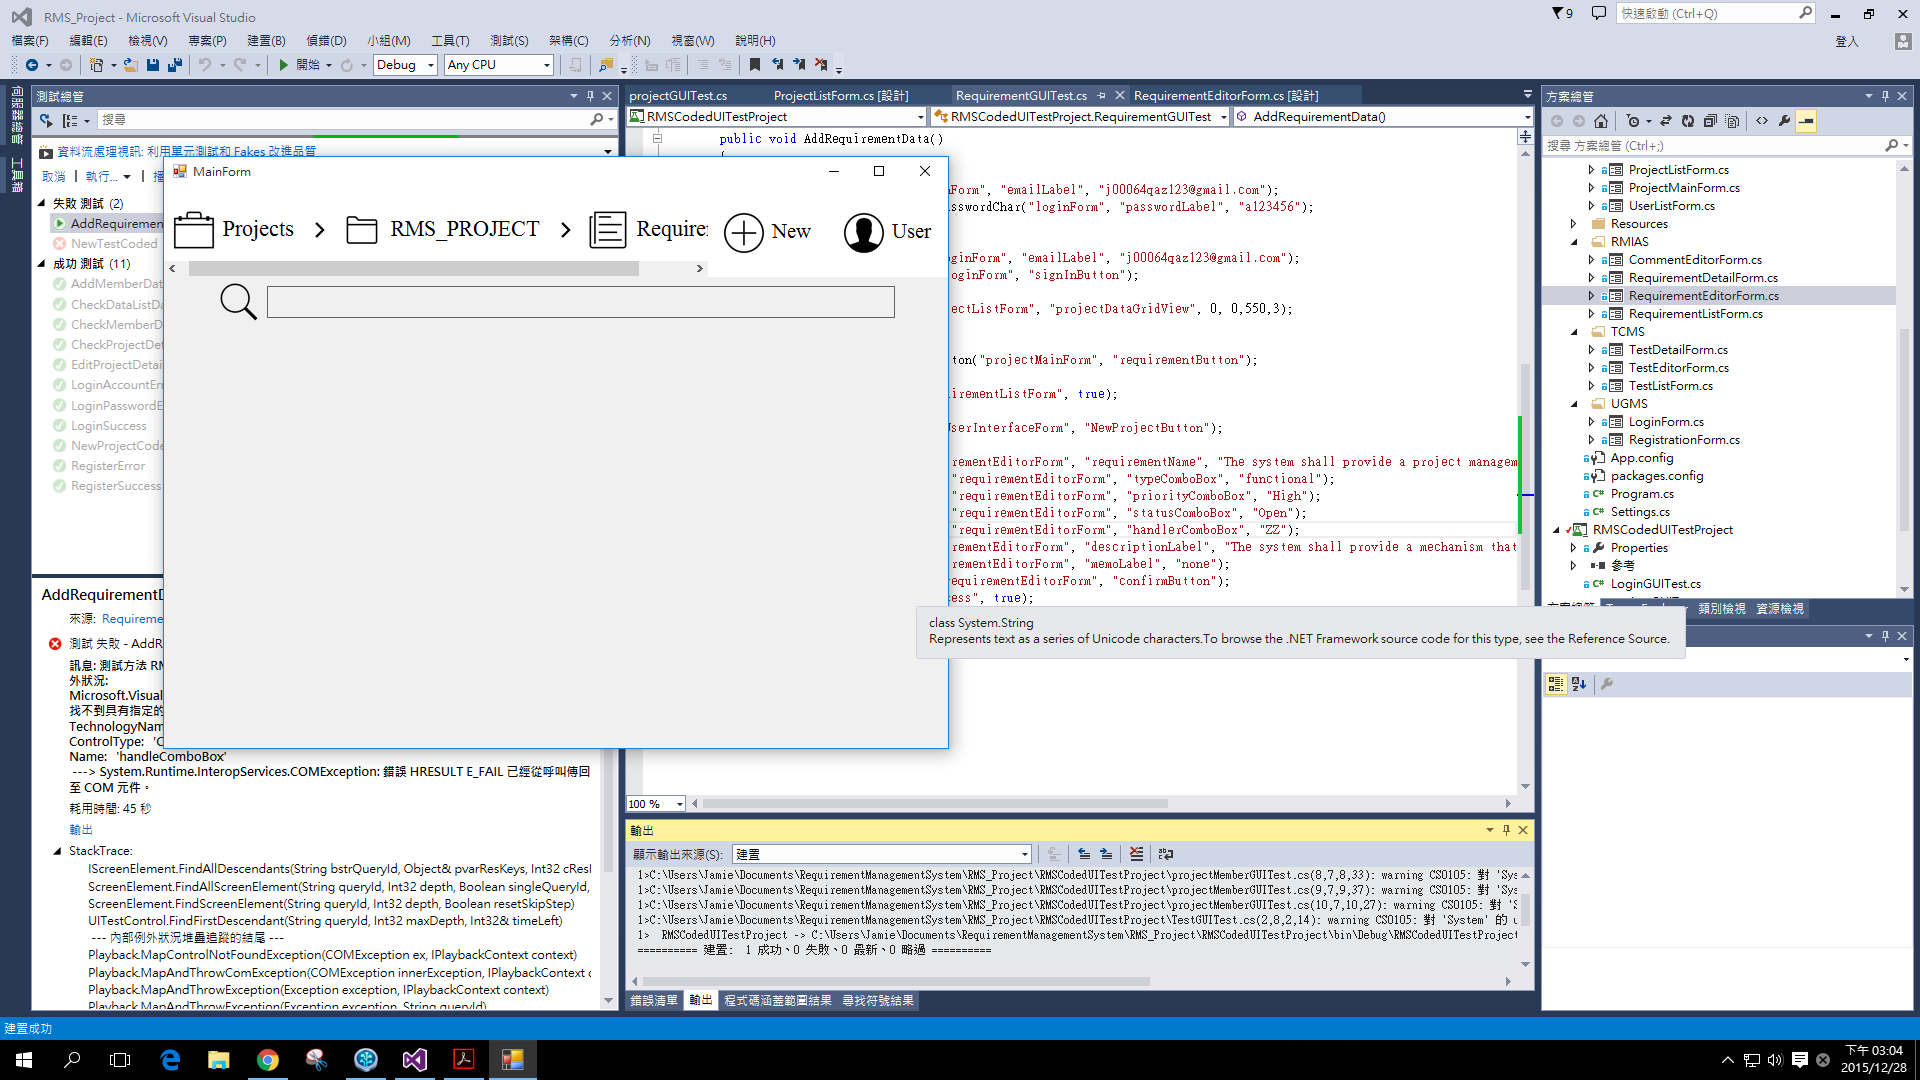 RMS_Project - Microsoft Visual Studio
9
快速啟動 (Ctrl+Q)
檔案(F) 編輯(E) 檢視(V) 專案(P) 建置(B) 偵錯(D) 小組(M) 工具(T) 測試(S) 架構(C) 分析(N) 視窗(W) 說明(H)
登入
開始
Debug
Any CPU
伺服器總管
工具箱
測試總管
搜尋
資料流處理視訊: 利用單元測試和 Fakes 改進品質
取消
執行...
失敗 測試 (2)
AddRequiremen
NewTestCoded
成功 測試 (11)
AddMemberDat
CheckDataListDa
CheckMemberD
CheckProjectDet
EditProjectDetai
LoginAccountEr
LoginPasswordE
LoginSuccess
NewProjectCode
RegisterError
RegisterSuccess
AddRequirementD
來源: Requireme
測試 失敗 - AddR
訊息: 測試方法 RM
外狀況:
Microsoft.Visual
找不到具有指定的
TechnologyNam
ControlType: 'C
Name: 'handleComboBox'
---> System.Runtime.InteropServices.COMException: 錯誤 HRESULT E_FAIL 已經從呼叫傳回
至 COM 元件。
耗用時間: 45 秒
輸出
StackTrace:
IScreenElement.FindAllDescendants(String bstrQueryId, Object& pvarResKeys, Int32 cResl
ScreenElement.FindAllScreenElement(String queryId, Int32 depth, Boolean singleQueryId,
ScreenElement.FindScreenElement(String queryId, Int32 depth, Boolean resetSkipStep)
UITestControl.FindFirstDescendant(String queryId, Int32 maxDepth, Int32& timeLeft)
--- 內部例外狀況堆疊追蹤的結尾 ---
Playback.MapControlNotFoundException(COMException ex, IPlaybackContext context)
Playback.MapAndThrowComException(COMException innerException, IPlaybackContext c
Playback.MapAndThrowException(Exception exception, IPlaybackContext context)
Playback.MapAndThrowException(Exception exception, String queryId)
MainForm
Projects
RMS_PROJECT
Requirer
New
User
projectGUITest.cs
ProjectListForm.cs [設計]
RequirementGUITest.cs
RequirementEditorForm.cs [設計]
RMSCodedUITestProject
RMSCodedUITestProject.RequirementGUITest
AddRequirementData()
public void AddRequirementData()
{
nForm", "emailLabel", "j00064qaz123@gmail.com");
sswordChar("loginForm", "passwordLabel", "a123456");
oginForm", "emailLabel", "j00064qaz123@gmail.com");
oginForm", "signInButton");
ectListForm", "projectDataGridView", 0, 0,550,3);
ton("projectMainForm", "requirementButton");
irementListForm", true);
UserInterfaceForm", "NewProjectButton");
irementEditorForm", "requirementName", "The system shall provide a project managem
"requirementEditorForm", "typeComboBox", "functional");
"requirementEditorForm", "priorityComboBox", "High");
"requirementEditorForm", "statusComboBox", "Open");
"requirementEditorForm", "handlerComboBox", "ZZ");
irementEditorForm", "descriptionLabel", "The system shall provide a mechanism that
irementEditorForm", "memoLabel", "none");
requirementEditorForm", "confirmButton");
ess", true);
class System.String
Represents text as a series of Unicode characters.To browse the .NET Framework source code for this type, see the Reference Source.
100 %
輸出
顯示輸出來源(S):
建置
1>C:\Users\Jamie\Documents\RequirementManagementSystem\RMS_Project\RMSCodedUITestProject\projectMemberGUITest.cs(8,7,8,33): warning CS0105: 對 'Sys
1>C:\Users\Jamie\Documents\RequirementManagementSystem\RMS_Project\RMSCodedUITestProject\projectMemberGUITest.cs(9,7,9,37): warning CS0105: 對 'Sys
1>C:\Users\Jamie\Documents\RequirementManagementSystem\RMS_Project\RMSCodedUITestProject\projectMemberGUITest.cs(10,7,10,27): warning CS0105: 對 'S
1>C:\Users\Jamie\Documents\RequirementManagementSystem\RMS_Project\RMSCodedUITestProject\TestGUITest.cs(2,8,2,14): warning CS0105: 對 'System' 的 u
1> RMSCodedUITestProject -> C:\Users\Jamie\Documents\RequirementManagementSystem\RMS_Project\RMSCodedUITestProject\bin\Debug\RMSCodedUITestProject
========== 建置: 1 成功、0 失敗、0 最新、0 略過 ==========
錯誤清單 輸出 程式碼涵蓋範圍結果 尋找符號結果
方案總管
搜尋 方案總管 (Ctrl+;)
ProjectListForm.cs
ProjectMainForm.cs
UserListForm.cs
Resources
RMIAS
CommentEditorForm.cs
RequirementDetailForm.cs
RequirementEditorForm.cs
RequirementListForm.cs
TCMS
TestDetailForm.cs
TestEditorForm.cs
TestListForm.cs
UGMS
LoginForm.cs
RegistrationForm.cs
App.config
packages.config
Program.cs
Settings.cs
RMSCodedUITestProject
Properties
參考
LoginGUITest.cs
類別檢視 資源檢視
建置成功
下午 03:04
2015/12/28